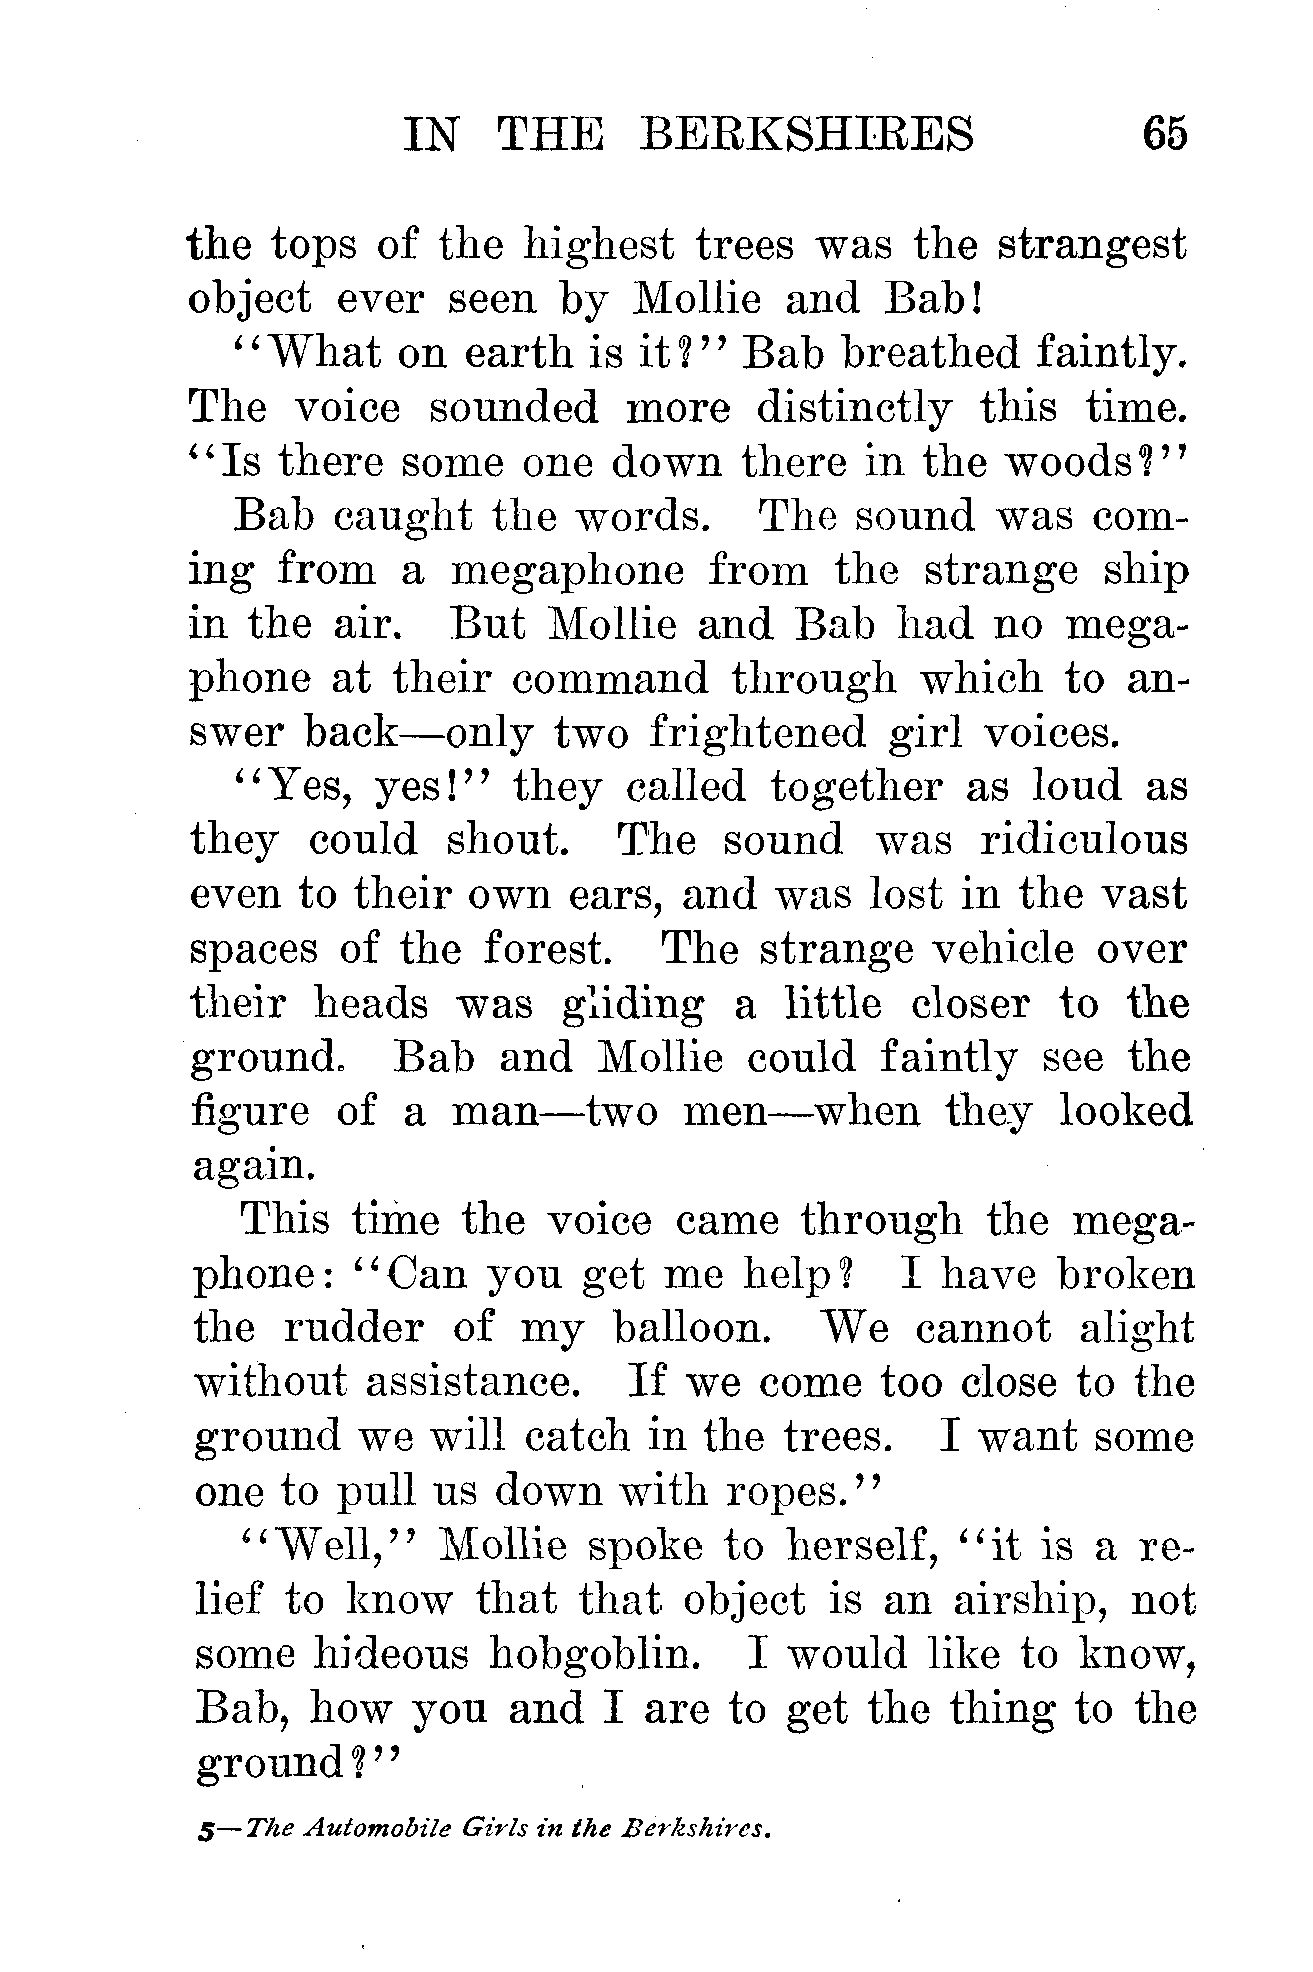 IN THE BERKSHIRES 65
the tops of the highest trees was the strangest
object ever seen by Mollie and Bab!
“What on earth is it?” Bab breathed faintly.
The voice sounded more distinctly this time.
“Is there some one down there in the woods?”
Bab caught the words. The sound was com-
ing from a megaphone from the strange ship
in the air. But Mollie and Bab had no mega-
phone at their command through which to an-
swer back—only two frightened girl voices.
“Yes, yes!” they called together as loud as
they could shout. The sound was ridiculous
even to their own ears, and was lost in the vast
spaces of the forest. The strange vehicle over
their heads was gliding a little closer to the
ground. Bab and Mollie could faintly see the
figure of a man—two men—when they looked
again.
This time the voice came through the mega-
phone: “Can you get me help? I have broken
the rudder of my balloon. We cannot alight
without assistance. If we come too close to the
ground we will catch in the trees. I want some
one to pull us down with ropes.”
“Well,” Mollie spoke to herself, “it is a re-
lief to know that that object is an airship, not
some hideous hobgoblin. I would like to know,
Bab, how you and I are to get the thing to the
ground?”
5—The Automobile Girls in the Berkshires.